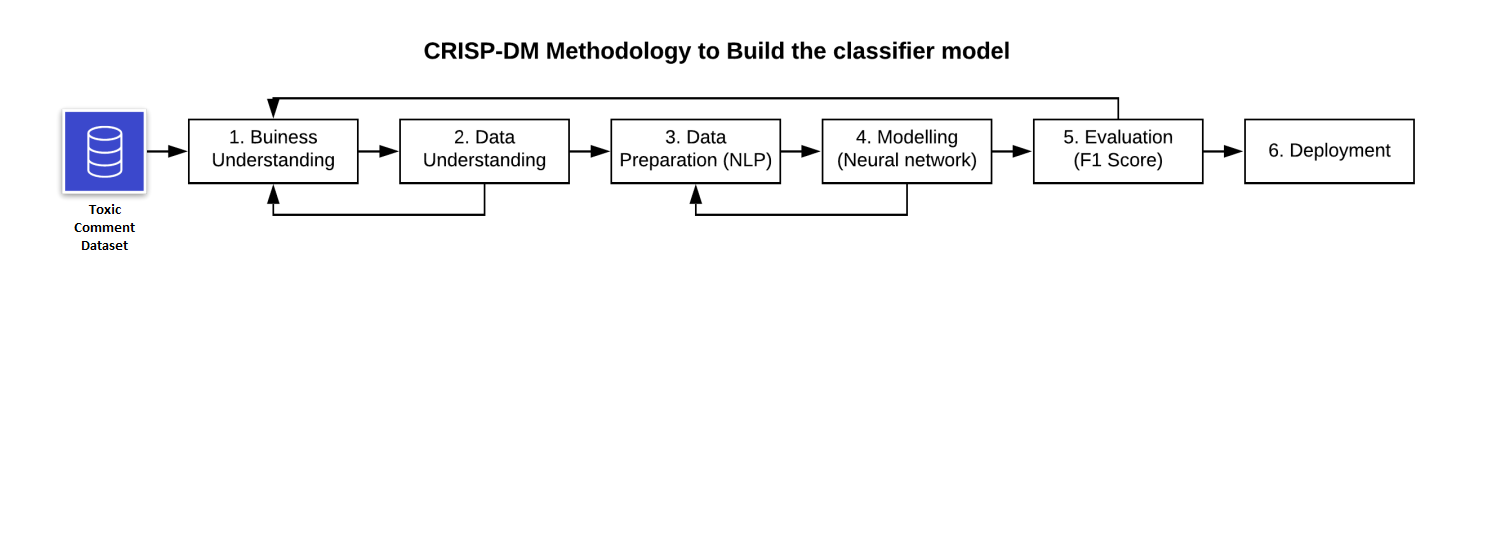 CRISP-DM Methodology to Build the classifier model
1. Buiness
Understanding
2. Data
Understanding
3. Data
Preparation (NLP)
4. Modelling
(Neural network)
5. Evaluation
(F1 Score)
6. Deployment
Toxic
Comment
Dataset